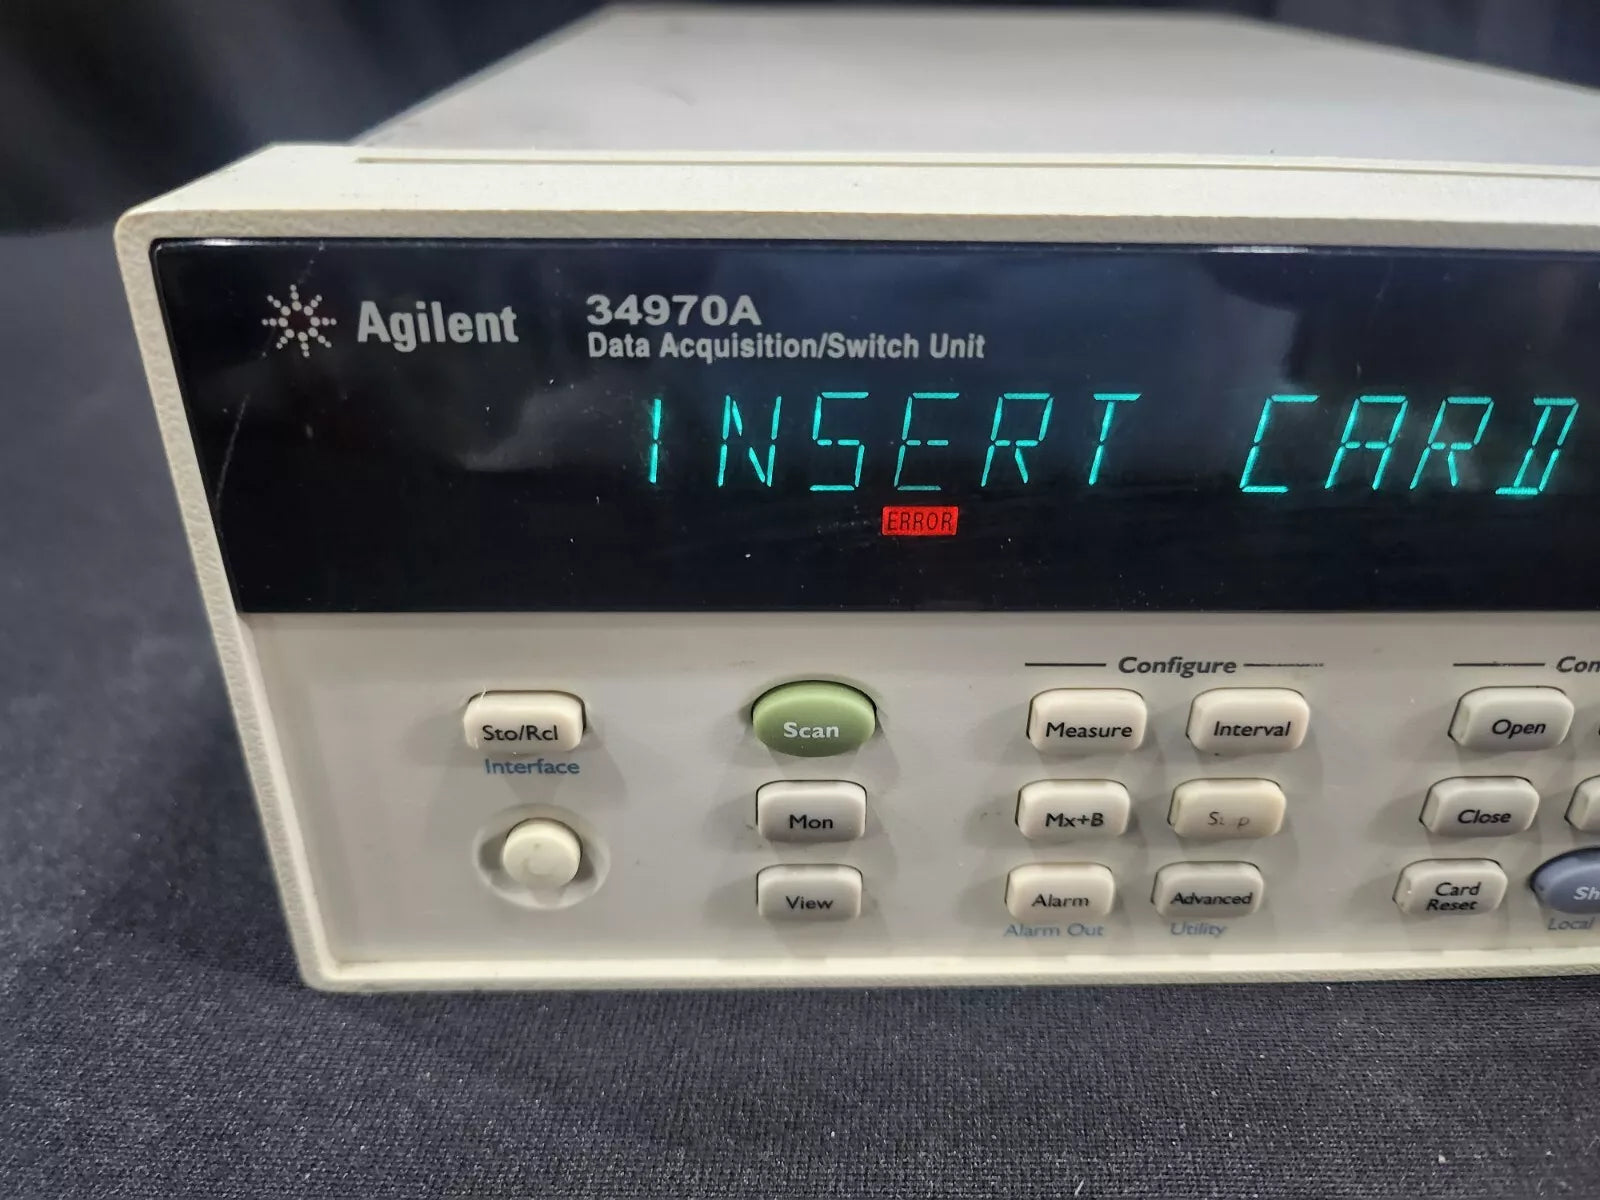 Agilent
34970A
Data Acquisition/Switch Unit
INSERT CARD
ERROR
Configure
Sto/Rcl
Scan
Measure
Interval
Open
Interface
Mon
Mx+B
Close
View
Alarm
Advanced
Card
Reset
Alarm Out
Utility
Local